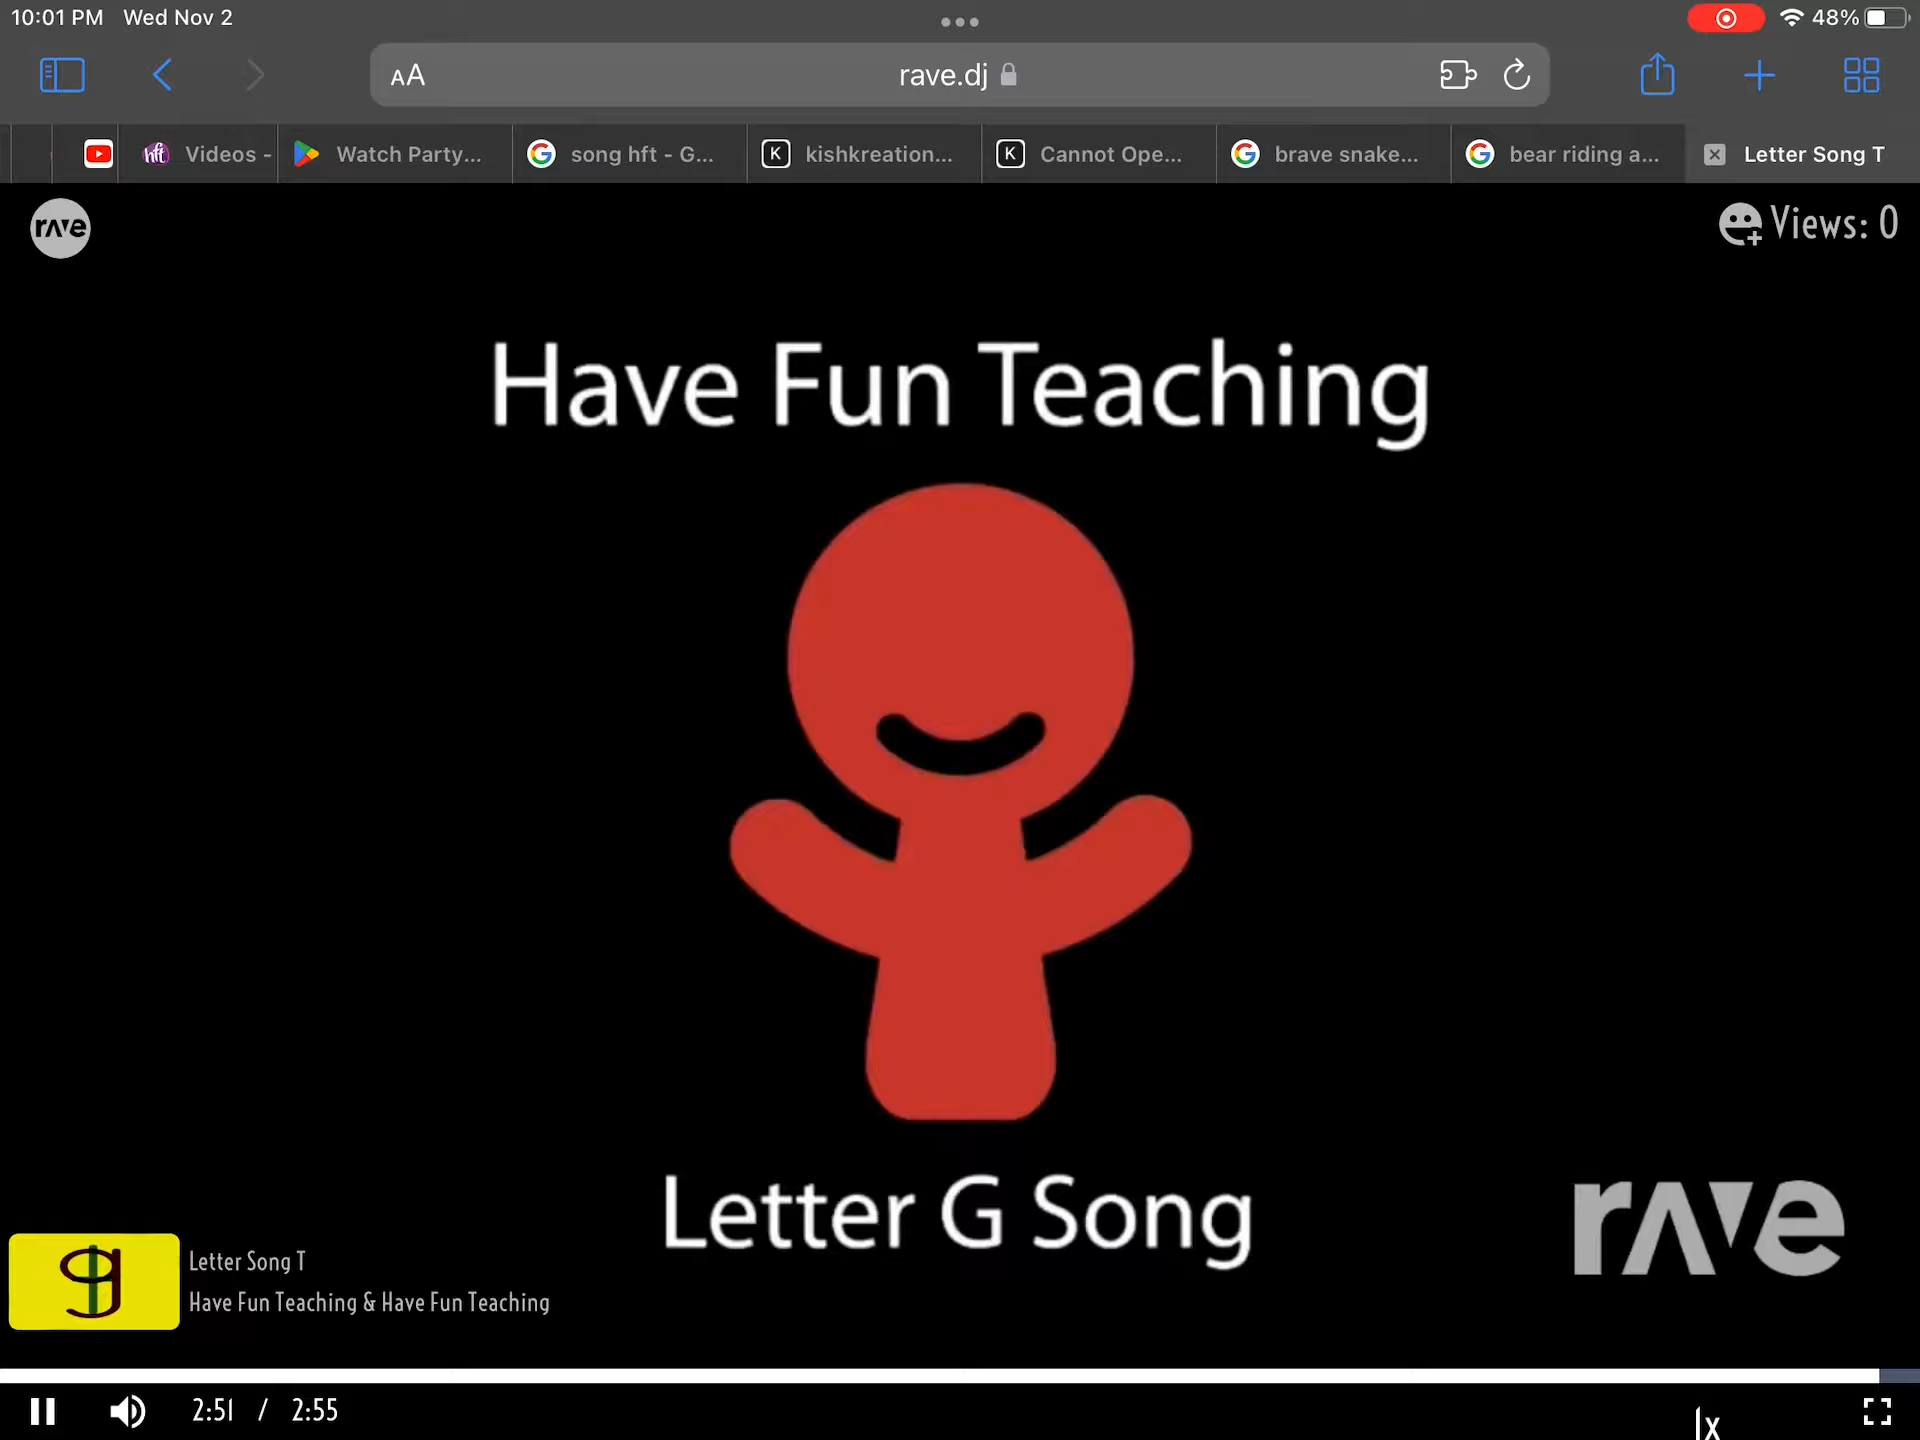 10:01 PM Wed Nov 2
48%
AA
rave.dj
hft Videos -
Watch Party...
song hft - G...
K kishkreation...
K Cannot Ope...
brave snake...
bear riding a...
Letter Song T
rave
Views: 0
Have Fun Teaching
Letter G Song
rave
g
Letter Song T
Have Fun Teaching & Have Fun Teaching
2:51 / 2:55
1x